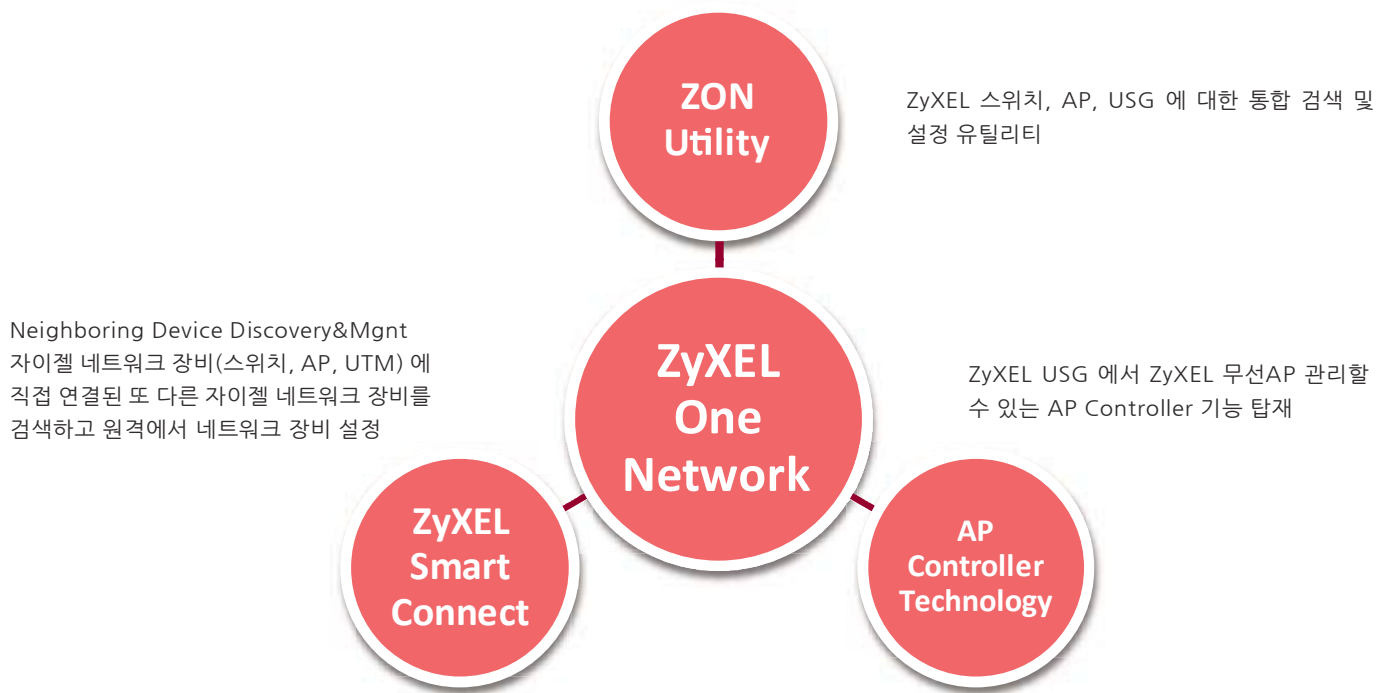 ZON
Utility
ZyXEL 스위치, AP, USG 에 대한 통합 검색 및
설정 유틸리티
Neighboring Device Discovery&Mgnt
자이젤 네트워크 장비(스위치, AP, UTM) 에
직접 연결된 또 다른 자이젤 네트워크 장비를
검색하고 원격에서 네트워크 장비 설정
ZyXEL
One
Network
ZyXEL USG 에서 ZyXEL 무선AP 관리할
수 있는 AP Controller 기능 탑재
ZyXEL
Smart
Connect
AP
Controller
Technology